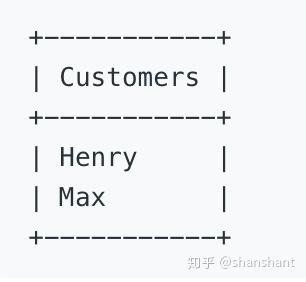 +-----------+
| Customers |
+-----------+
| Henry     |
| Max       |
+-----------+
知乎 @shanshant